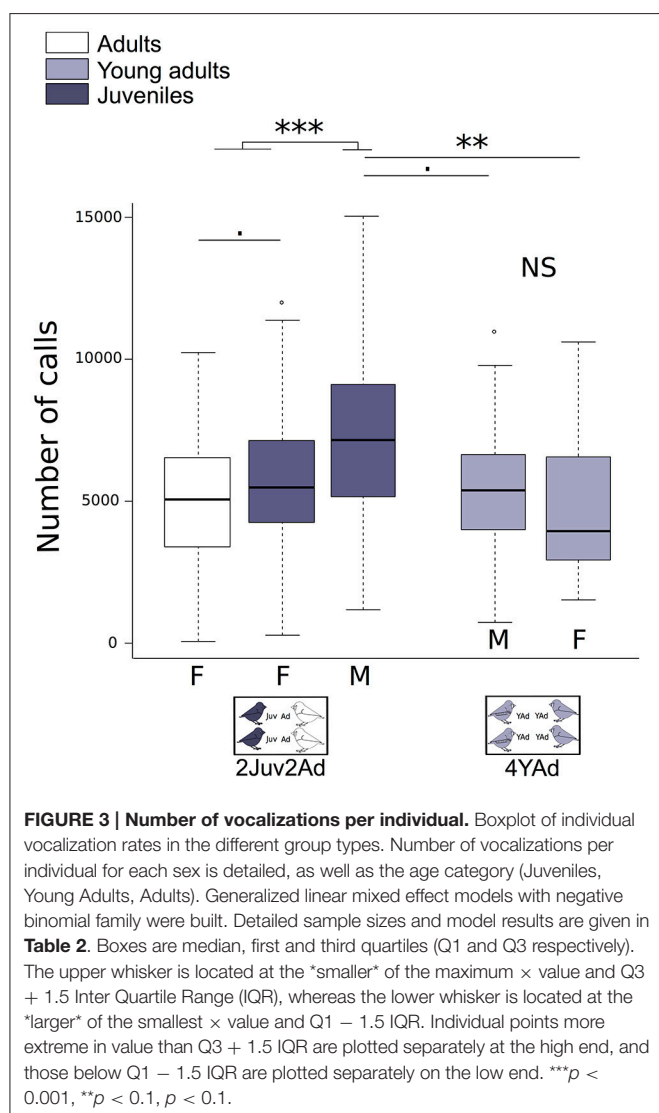 Adults
Young adults
Juveniles
***
**
.
.
15000
10000
5000
0
Number of calls
NS
M F
F F M
Juv Ad
Juv Ad
YAd YAd
YAd YAd
2Juv2Ad 4YAd
FIGURE 3 | Number of vocalizations per individual. Boxplot of individual
vocalization rates in the different group types. Number of vocalizations per
individual for each sex is detailed, as well as the age category (Juveniles,
Young Adults, Adults). Generalized linear mixed effect models with negative
binomial family were built. Detailed sample sizes and model results are given in
Table 2. Boxes are median, first and third quartiles (Q1 and Q3 respectively).
The upper whisker is located at the *smaller* of the maximum × value and Q3
+ 1.5 Inter Quartile Range (IQR), whereas the lower whisker is located at the
*larger* of the smallest × value and Q1 − 1.5 IQR. Individual points more
extreme in value than Q3 + 1.5 IQR are plotted separately at the high end, and
those below Q1 − 1.5 IQR are plotted separately on the low end. ***p <
0.001, **p < 0.1, p < 0.1.